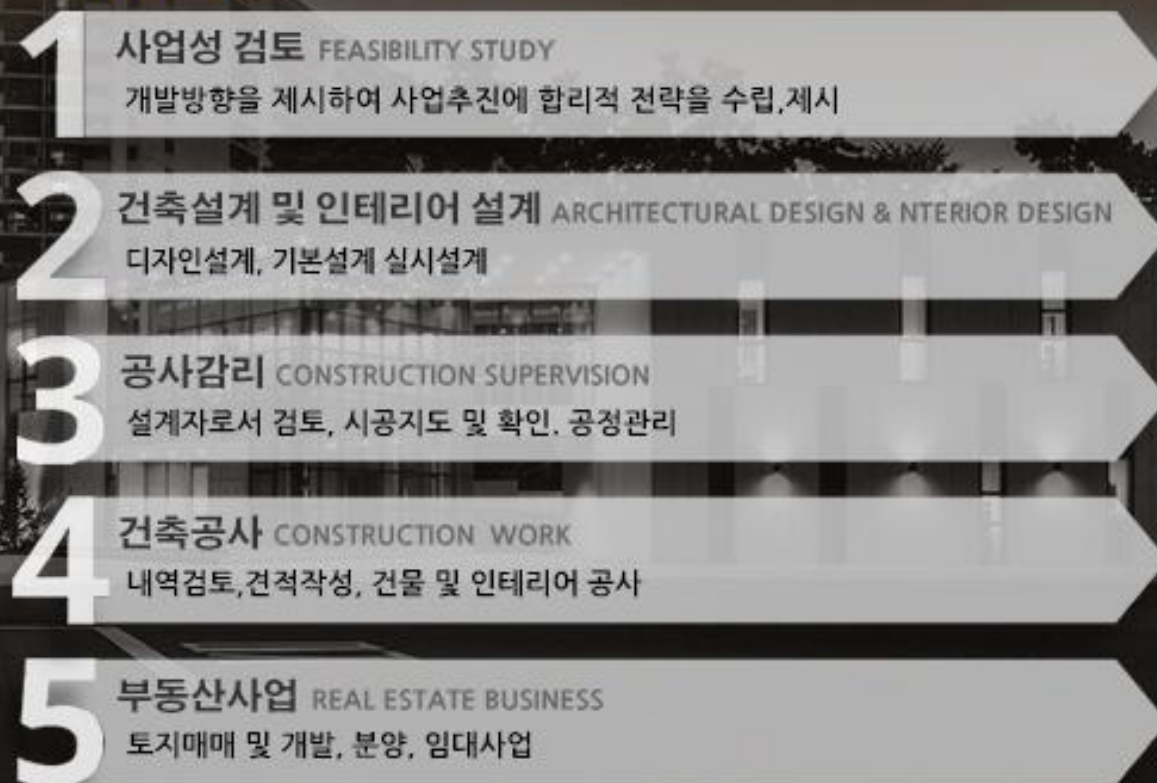 1
사업성 검토 FEASIBILITY STUDY
개발방향을 제시하여 사업추진에 합리적 전략을 수립,제시
2
건축설계 및 인테리어 설계 ARCHITECTURAL DESIGN & NTERIOR DESIGN
디자인설계, 기본설계 실시설계
3
공사감리 CONSTRUCTION SUPERVISION
설계자로서 검토, 시공지도 및 확인. 공정관리
4
건축공사 CONSTRUCTION WORK
내역검토,견적작성, 건물 및 인테리어 공사
5
부동산사업 REAL ESTATE BUSINESS
토지매매 및 개발, 분양, 임대사업